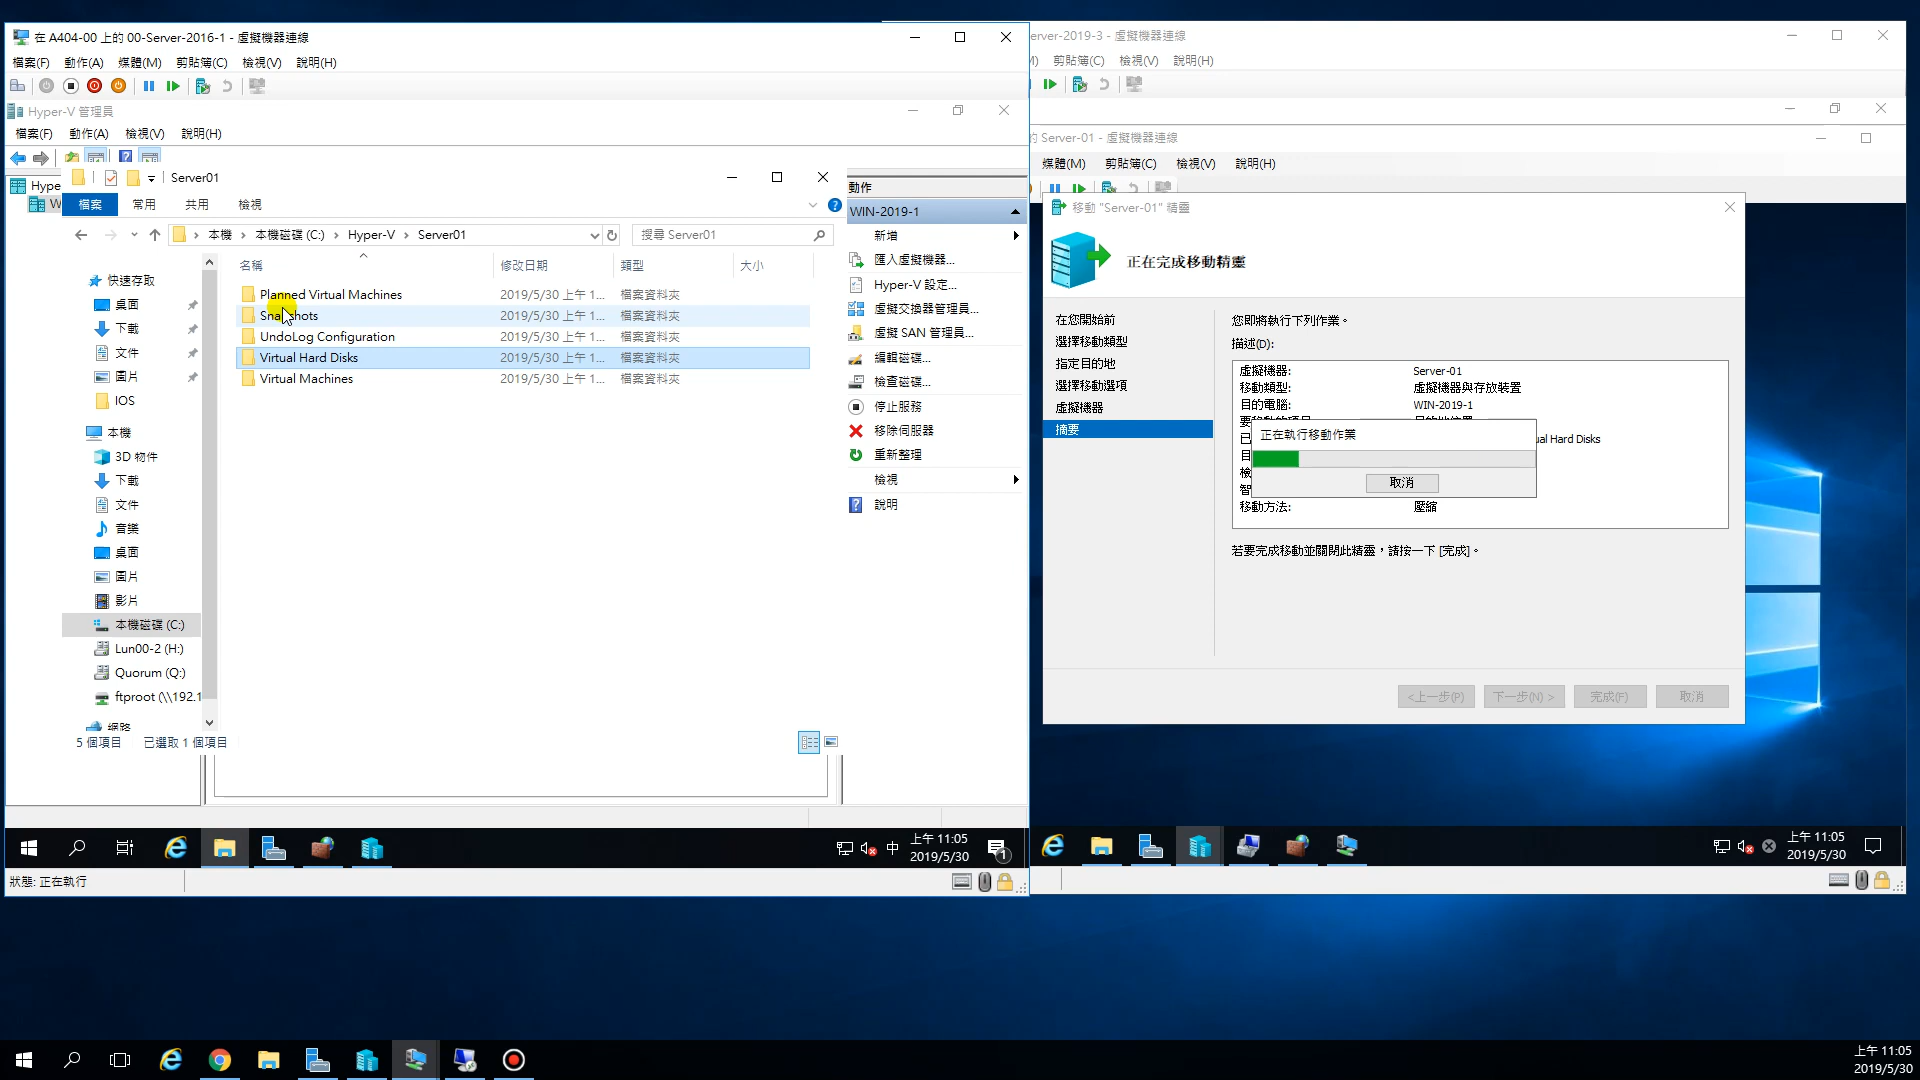 在 A404-00 上的 00-Server-2016-1 - 虛擬機器連線
檔案(F) 動作(A) 媒體(M) 剪貼簿(C) 檢視(V) 說明(H)
Hyper-V 管理員
檔案(F) 動作(A) 檢視(V) 說明(H)
Hype
W
Server01
檔案 常用 共用 檢視
本機 本機磁碟 (C:) Hyper-V Server01
搜尋 Server01
名稱 修改日期 類型 大小
Planned Virtual Machines 2019/5/30 上午 1... 檔案資料夾
Snapshots 2019/5/30 上午 1... 檔案資料夾
UndoLog Configuration 2019/5/30 上午 1... 檔案資料夾
Virtual Hard Disks 2019/5/30 上午 1... 檔案資料夾
Virtual Machines 2019/5/30 上午 1... 檔案資料夾
快速存取
桌面
下載
文件
圖片
IOS
本機
3D 物件
下載
文件
音樂
桌面
圖片
影片
本機磁碟 (C:)
Lun00-2 (H:)
Quorum (Q:)
ftproot (\\192.1
網路
5 個項目 已選取 1 個項目
動作
WIN-2019-1
新增
匯入虛擬機器...
Hyper-V 設定...
虛擬交換器管理員...
虛擬 SAN 管理員...
編輯磁碟...
檢查磁碟...
停止服務
移除伺服器
重新整理
檢視
說明
中
上午 11:05
2019/5/30
1
狀態: 正在執行
erver-2019-3 - 虛擬機器連線
剪貼簿(C) 檢視(V) 說明(H)
的 Server-01 - 虛擬機器連線
媒體(M) 剪貼簿(C) 檢視(V) 說明(H)
移動 "Server-01" 精靈
正在完成移動精靈
在您開始前
選擇移動類型
指定目的地
選擇移動選項
虛擬機器
摘要
您即將執行下列作業。
描述(D):
虛擬機器: Server-01
移動類型: 虛擬機器與存放裝置
目的電腦: WIN-2019-1
ual Hard Disks
正在執行移動作業
取消
移動方法: 壓縮
若要完成移動並關閉此精靈，請按一下 [完成]。
<上一步(P) 下一步(N) > 完成(F) 取消
上午 11:05
2019/5/30
上午 11:05
2019/5/30